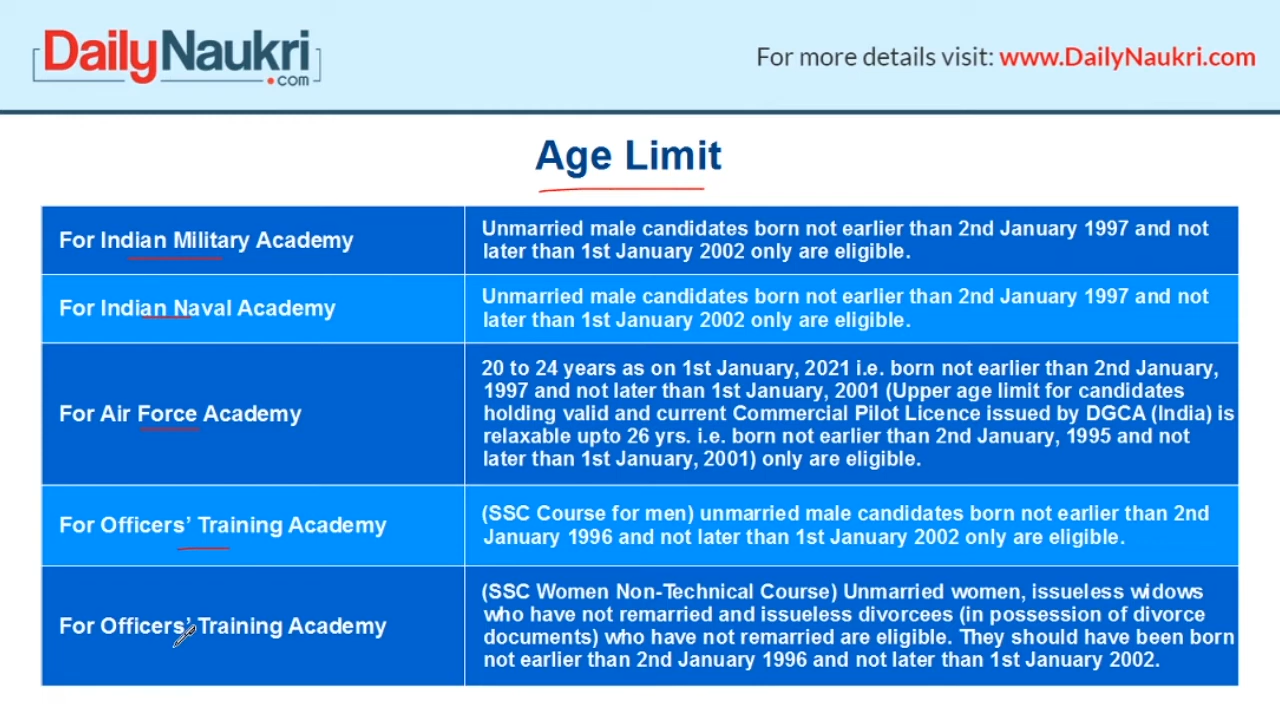 DailyNaukri
.com
For more details visit: www.DailyNaukri.com
Age Limit
For Indian Military Academy
Unmarried male candidates born not earlier than 2nd January 1997 and not
later than 1st January 2002 only are eligible.
For Indian Naval Academy
Unmarried male candidates born not earlier than 2nd January 1997 and not
later than 1st January 2002 only are eligible.
For Air Force Academy
20 to 24 years as on 1st January, 2021 i.e. born not earlier than 2nd January,
1997 and not later than 1st January, 2001 (Upper age limit for candidates
holding valid and current Commercial Pilot Licence issued by DGCA (India) is
relaxable upto 26 yrs. i.e. born not earlier than 2nd January, 1995 and not
later than 1st January, 2001) only are eligible.
For Officers’ Training Academy
(SSC Course for men) unmarried male candidates born not earlier than 2nd
January 1996 and not later than 1st January 2002 only are eligible.
For Officers’ Training Academy
(SSC Women Non-Technical Course) Unmarried women, issueless widows
who have not remarried and issueless divorcees (in possession of divorce
documents) who have not remarried are eligible. They should have been born
not earlier than 2nd January 1996 and not later than 1st January 2002.